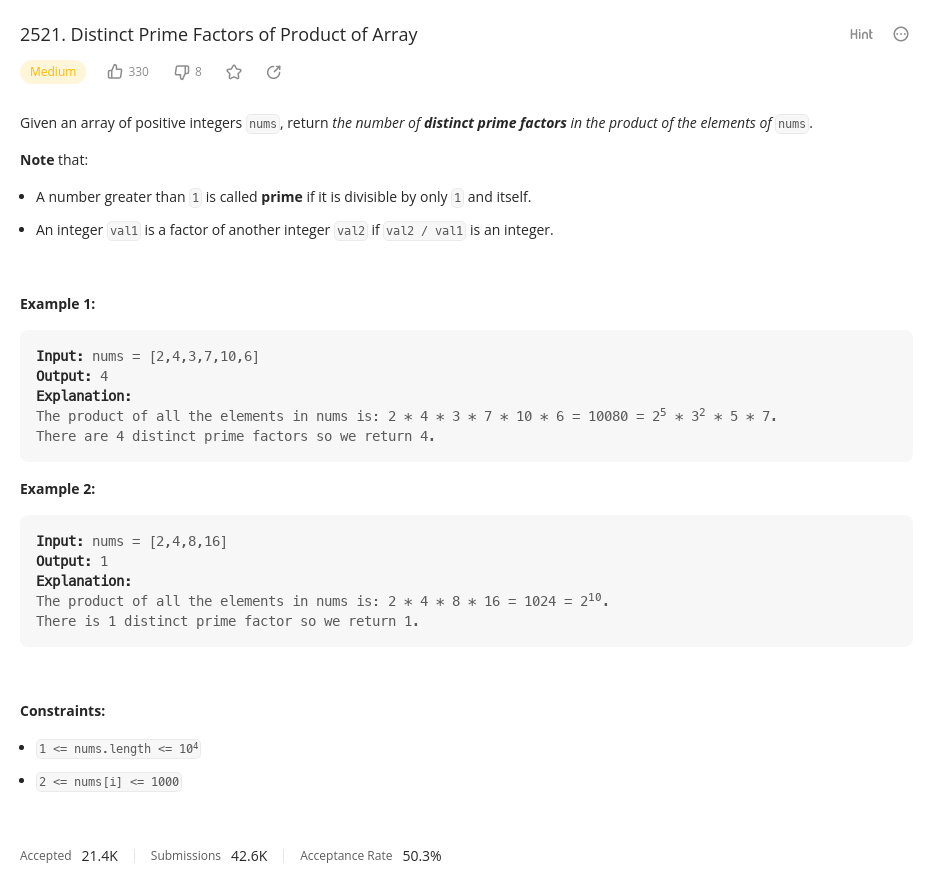 2521. Distinct Prime Factors of Product of Array
Hint
Medium 330 8
Given an array of positive integers nums, return the number of distinct prime factors in the product of the elements of nums.
Note that:
• A number greater than 1 is called prime if it is divisible by only 1 and itself.
• An integer val1 is a factor of another integer val2 if val2 / val1 is an integer.
Example 1:
Input: nums = [2,4,3,7,10,6]
Output: 4
Explanation:
The product of all the elements in nums is: 2 * 4 * 3 * 7 * 10 * 6 = 10080 = 2⁵ * 3² * 5 * 7.
There are 4 distinct prime factors so we return 4.
Example 2:
Input: nums = [2,4,8,16]
Output: 1
Explanation:
The product of all the elements in nums is: 2 * 4 * 8 * 16 = 1024 = 2¹⁰.
There is 1 distinct prime factor so we return 1.
Constraints:
• 1 <= nums.length <= 10⁴
• 2 <= nums[i] <= 1000
Accepted 21.4K Submissions 42.6K Acceptance Rate 50.3%